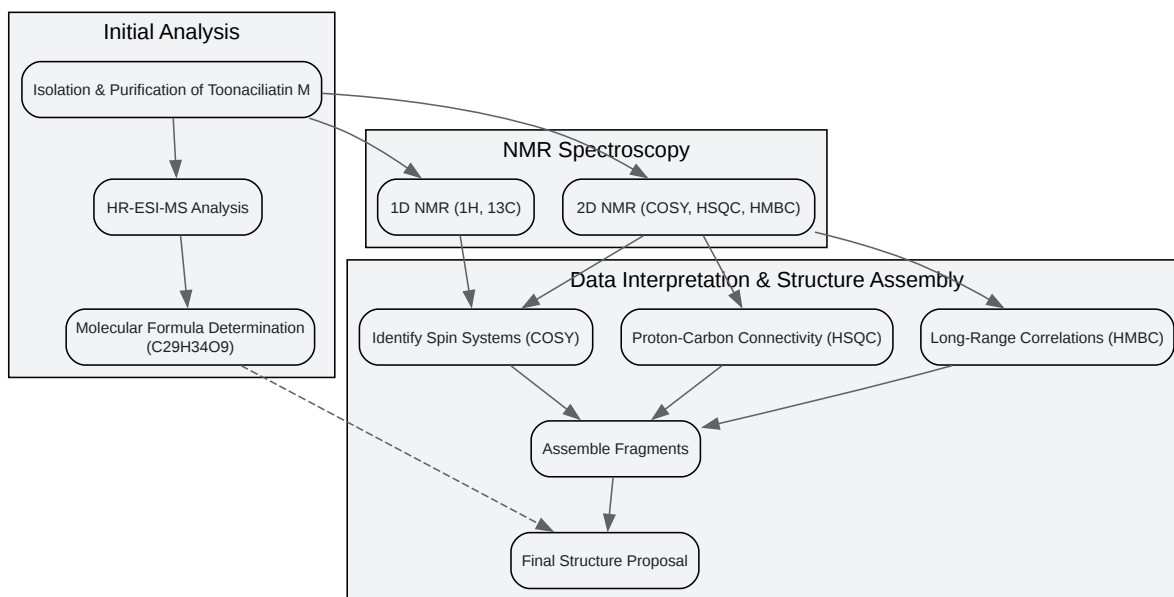 Initial Analysis
Isolation & Purification of Toonaciliatin M
HR-ESI-MS Analysis
Molecular Formula Determination
(C29H34O9)
NMR Spectroscopy
1D NMR (1H, 13C)
2D NMR (COSY, HSQC, HMBC)
Data Interpretation & Structure Assembly
Identify Spin Systems (COSY)
Proton-Carbon Connectivity (HSQC)
Long-Range Correlations (HMBC)
Assemble Fragments
Final Structure Proposal